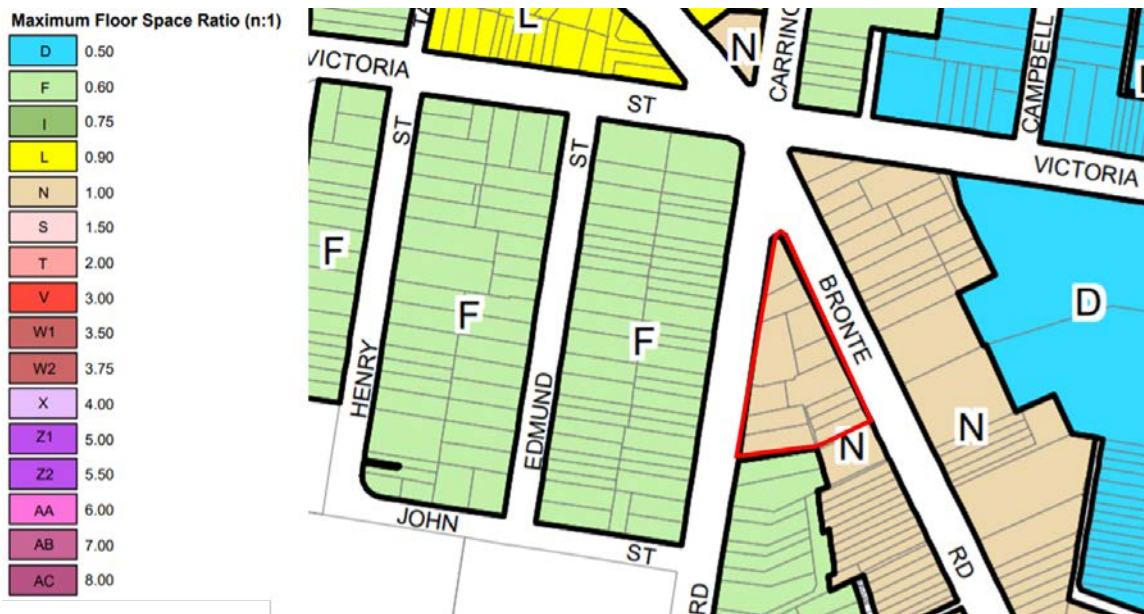 Maximum Floor Space Ratio (n:1)
D 0.50
F 0.60
I 0.75
L 0.90
N 1.00
S 1.50
T 2.00
V 3.00
W1 3.50
W2 3.75
X 4.00
Z1 5.00
Z2 5.50
AA 6.00
AB 7.00
AC 8.00
L
N
CARRING
CAMPBELL
VICTORIA
ST
VICTORIA
ST
ST
F
F
F
D
N
N
BRONTE
RD
HENRY
EDMUND
JOHN
ST
RD